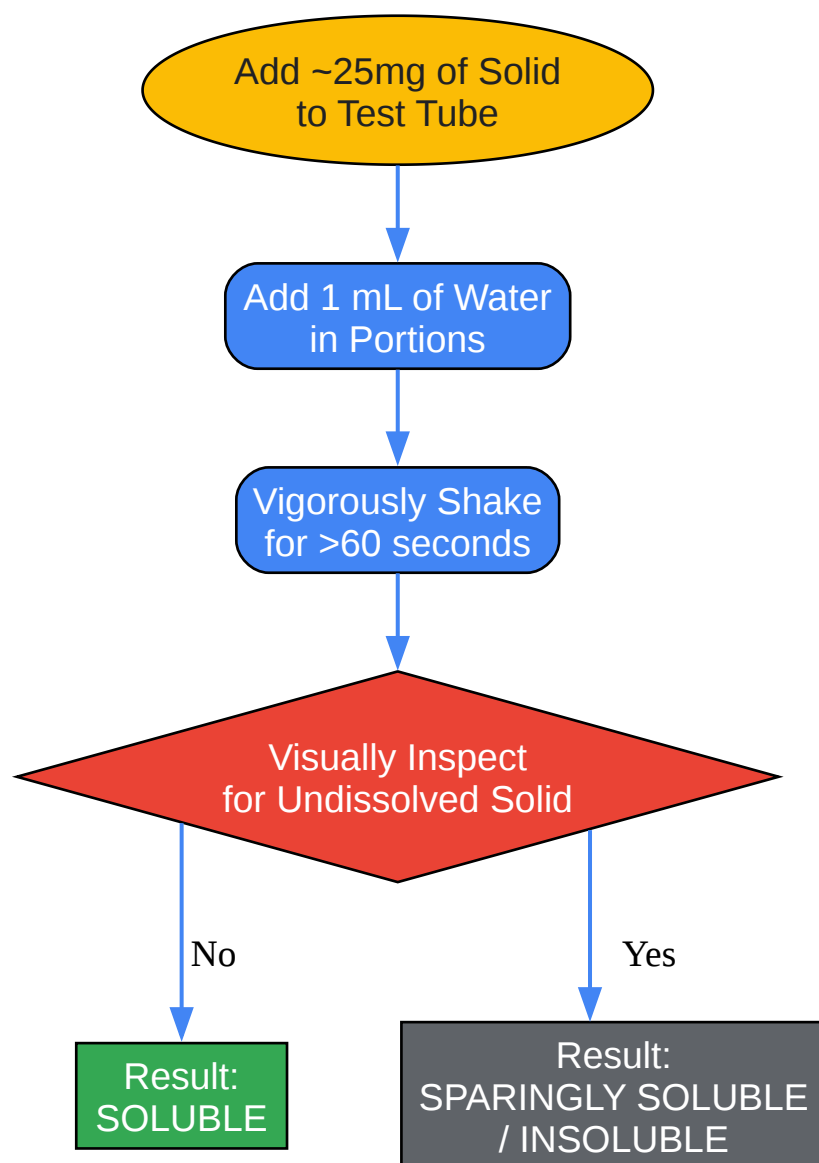 Add ~25mg of Solid
to Test Tube
Add 1 mL of Water
in Portions
Vigorously Shake
for >60 seconds
Visually Inspect
for Undissolved Solid
No
Yes
Result:
SOLUBLE
Result:
SPARINGLY SOLUBLE
/ INSOLUBLE